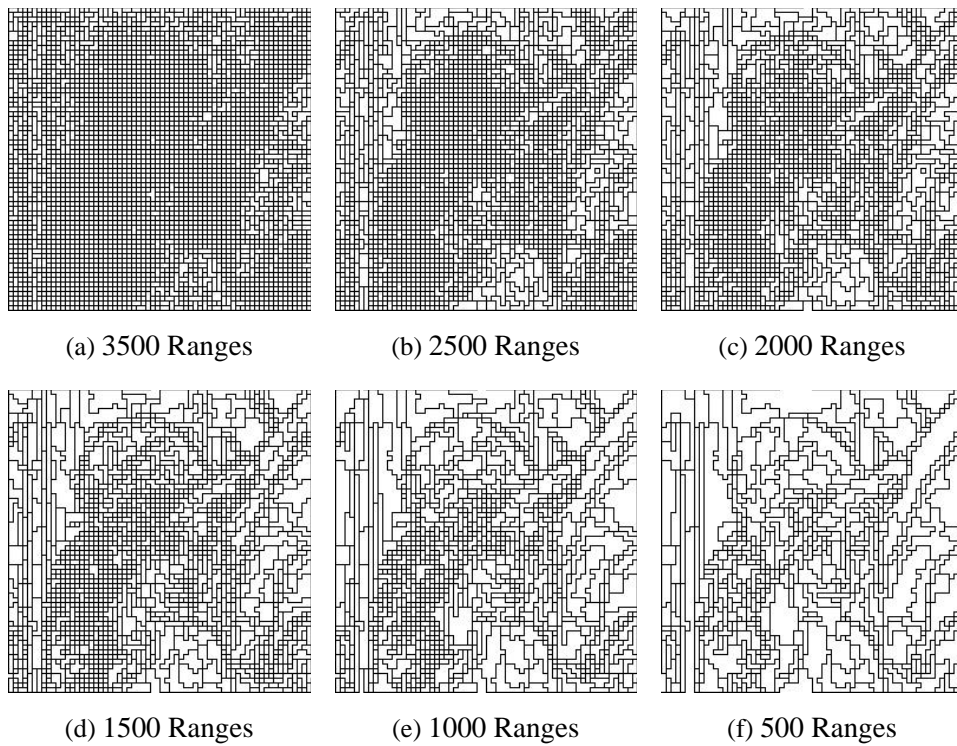 (a) 3500 Ranges
(b) 2500 Ranges
(c) 2000 Ranges
(d) 1500 Ranges
(e) 1000 Ranges
(f) 500 Ranges